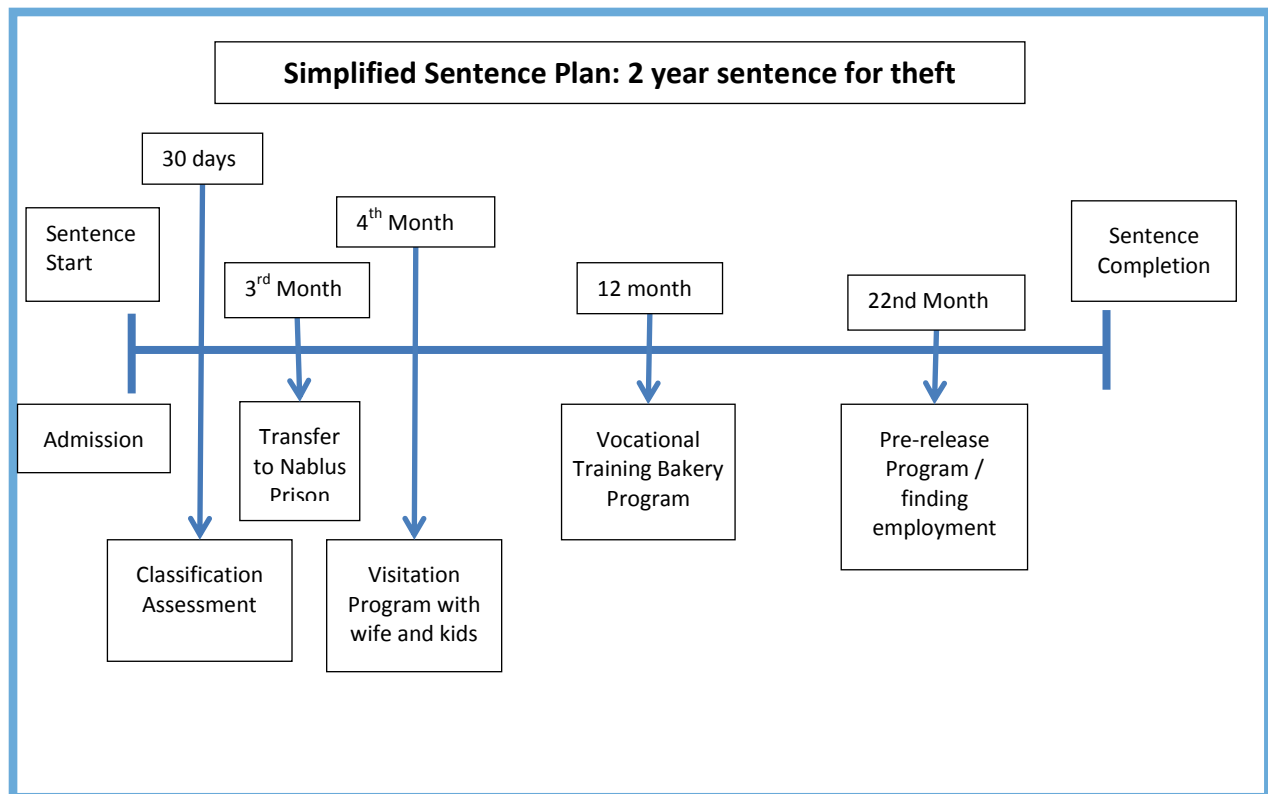 Simplified Sentence Plan: 2 year sentence for theft
30 days
4th Month
Sentence
Start
Sentence
Completion
3rd Month
12 month
22nd Month
Admission
Transfer
to Nablus
Prison
Vocational
Training Bakery
Program
Pre-release
Program /
finding
employment
Classification
Assessment
Visitation
Program with
wife and kids